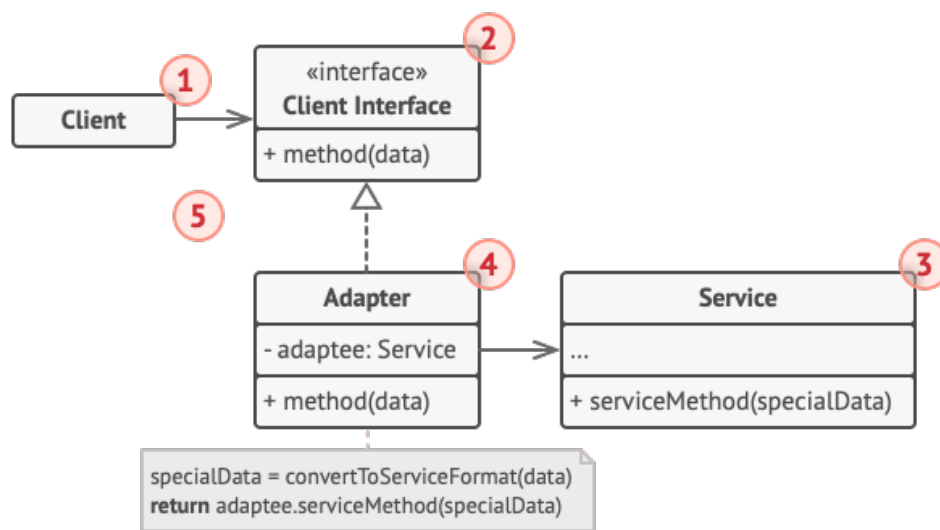 1
Client
2
«interface»
Client Interface
+ method(data)
5
4
Adapter
- adaptee: Service
+ method(data)
3
Service
...
+ serviceMethod(specialData)
specialData = convertToServiceFormat(data)
return adaptee.serviceMethod(specialData)